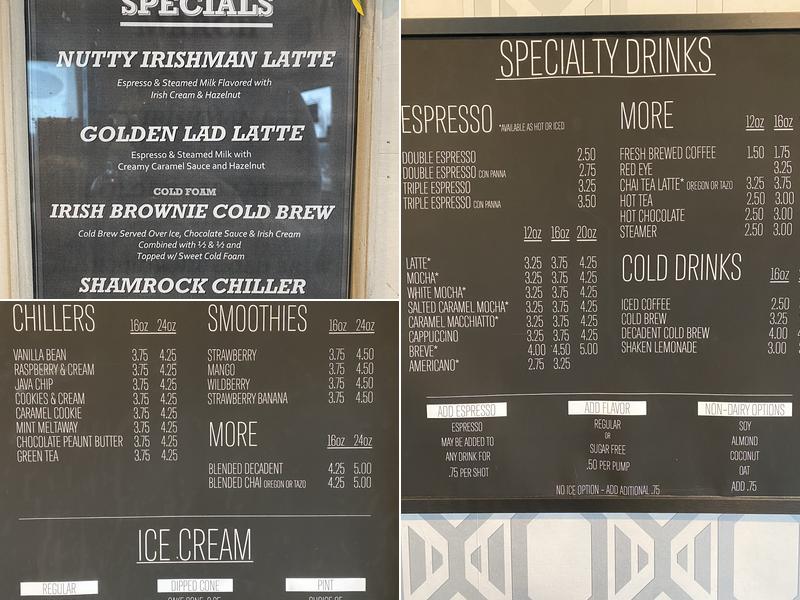 SPECIALS
NUTTY IRISHMAN LATTE
Espresso & Steamed Milk Flavored with
Irish Cream & Hazelnut
GOLDEN LAD LATTE
Espresso & Steamed Milk with
Creamy Caramel Sauce and Hazelnut
COLD FOAM
IRISH BROWNIE COLD BREW
Cold Brew Served Over Ice, Chocolate Sauce & Irish Cream
Combined with ½ & ½ and
Topped w/ Sweet Cold Foam
SHAMROCK CHILLER
SPECIALTY DRINKS
ESPRESSO *AVAILABLE AS HOT OR ICED
DOUBLE ESPRESSO 2.50
DOUBLE ESPRESSO CON PANNA 2.75
TRIPLE ESPRESSO 3.25
TRIPLE ESPRESSO CON PANNA 3.50
12oz 16oz 20oz
LATTE* 3.25 3.75 4.25
MOCHA* 3.25 3.75 4.25
WHITE MOCHA* 3.25 3.75 4.25
SALTED CARAMEL MOCHA* 3.25 3.75 4.25
CARAMEL MACCHIATTO* 3.25 3.75 4.25
CAPPUCCINO 3.25 3.75 4.25
BREVE* 4.00 4.50 5.00
AMERICANO* 2.75 3.25
MORE 12oz 16oz
FRESH BREWED COFFEE 1.50 1.75
RED EYE 3.25
CHAI TEA LATTE* OREGON OR TAZO 3.25 3.75
HOT TEA 2.50 3.00
HOT CHOCOLATE 2.50 3.00
STEAMER 2.50 3.00
COLD DRINKS 16oz
ICED COFFEE 2.50
COLD BREW 3.25
DECADENT COLD BREW 4.00
SHAKEN LEMONADE 3.00
ADD ESPRESSO
ESPRESSO
MAY BE ADDED TO
ANY DRINK FOR
.75 PER SHOT
ADD FLAVOR
REGULAR
OR
SUGAR FREE
.50 PER PUMP
NON-DAIRY OPTIONS
SOY
ALMOND
COCONUT
OAT
ADD .75
NO ICE OPTION - ADD ADITIONAL .75
CHILLERS 16oz 24oz
VANILLA BEAN 3.75 4.25
RASPBERRY & CREAM 3.75 4.25
JAVA CHIP 3.75 4.25
COOKIES & CREAM 3.75 4.25
CARAMEL COOKIE 3.75 4.25
MINT MELTAWAY 3.75 4.25
CHOCOLATE PEAUNT BUTTER 3.75 4.25
GREEN TEA 3.75 4.25
SMOOTHIES 16oz 24oz
STRAWBERRY 3.75 4.50
MANGO 3.75 4.50
WILDBERRY 3.75 4.50
STRAWBERRY BANANA 3.75 4.50
MORE 16oz 24oz
BLENDED DECADENT 4.25 5.00
BLENDED CHAI OREGON OR TAZO 4.25 5.00
ICE CREAM
REGULAR
DIPPED CONE
PINT